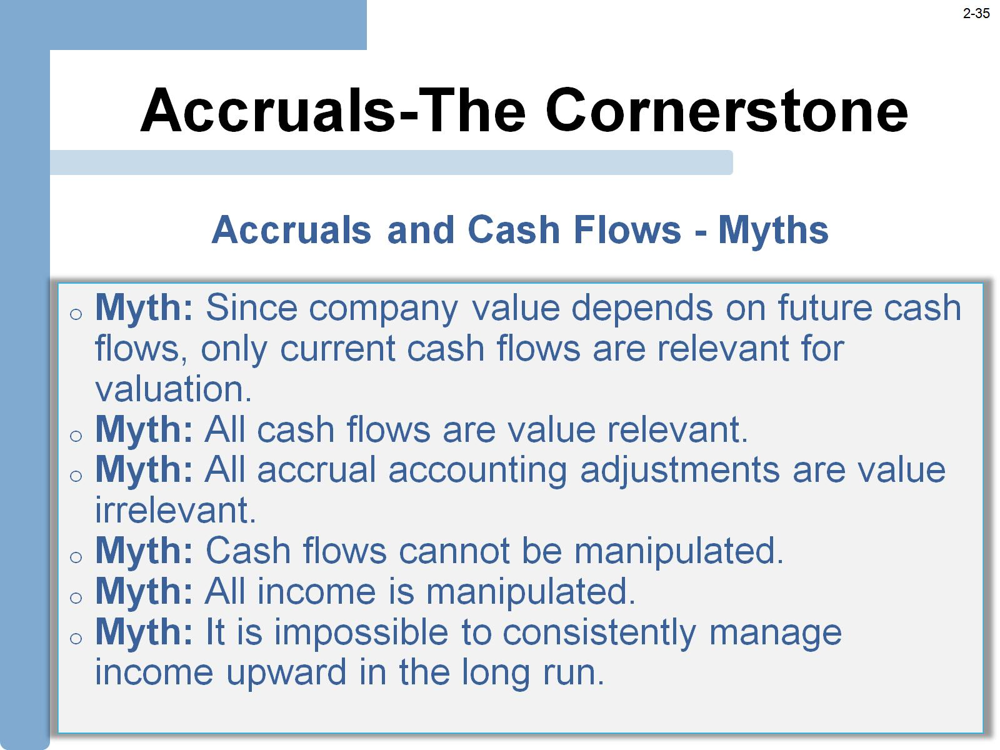 2-35
Accruals-The Cornerstone
Accruals and Cash Flows - Myths
○ Myth: Since company value depends on future cash
flows, only current cash flows are relevant for
valuation.
○ Myth: All cash flows are value relevant.
○ Myth: All accrual accounting adjustments are value
irrelevant.
○ Myth: Cash flows cannot be manipulated.
○ Myth: All income is manipulated.
○ Myth: It is impossible to consistently manage
income upward in the long run.